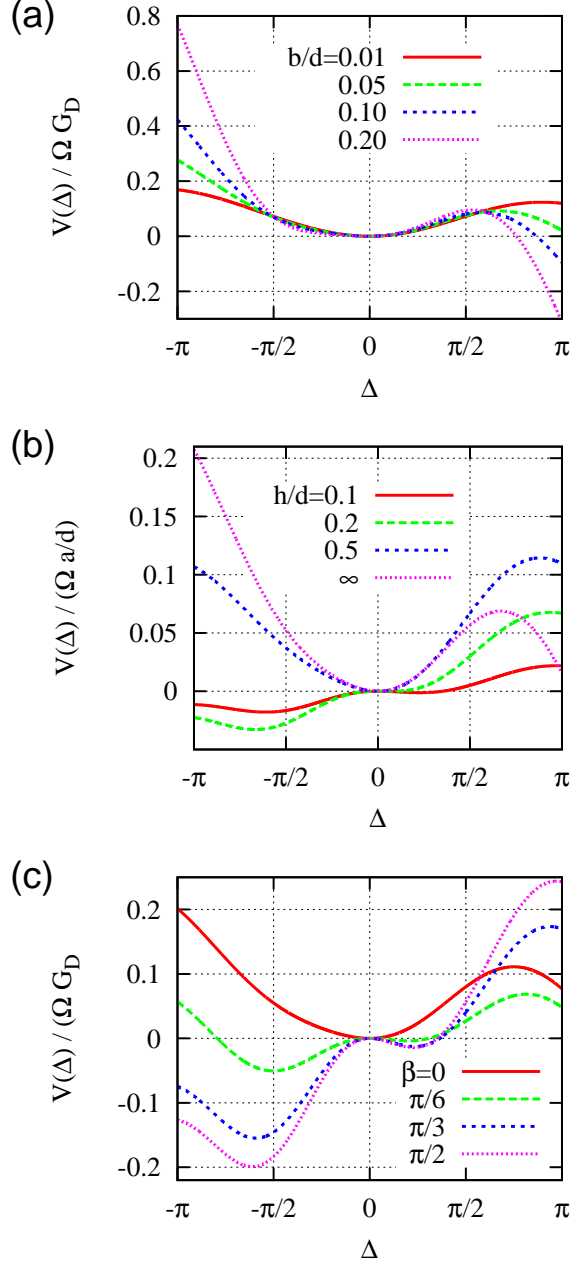 (a)
0.8
0.6
0.4
0.2
0
-0.2
V(Δ) / Ω G_D
b/d=0.01
0.05
0.10
0.20
-π -π/2 0 π/2 π
Δ
(b)
0.2
0.15
0.1
0.05
0
V(Δ) / (Ω a/d)
h/d=0.1
0.2
0.5
∞
-π -π/2 0 π/2 π
Δ
(c)
0.2
0.1
0
-0.1
-0.2
V(Δ) / (Ω G_D)
β=0
π/6
π/3
π/2
-π -π/2 0 π/2 π
Δ